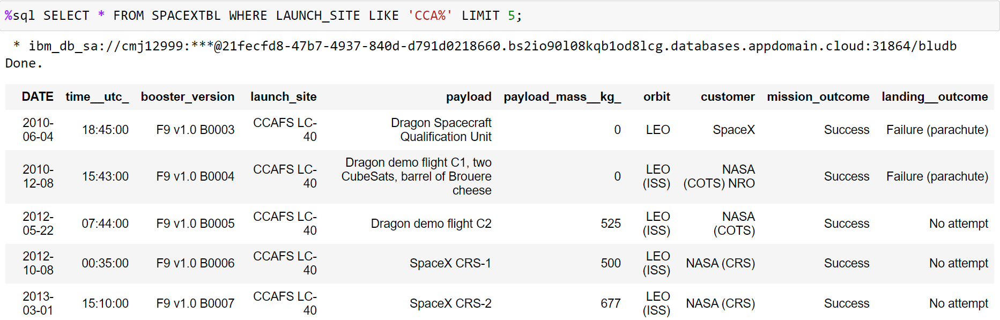 %sql SELECT * FROM SPACEXTBL WHERE LAUNCH_SITE LIKE 'CCA%' LIMIT 5;
* ibm_db_sa://cmj12999:***@21fecfd8-47b7-4937-840d-d791d0218660.bs2io90l08kqb1od8lcg.databases.appdomain.cloud:31864/bludb
Done.
DATE time__utc_ booster_version launch_site payload payload_mass__kg_ orbit customer mission_outcome landing__outcome
2010-
06-04
18:45:00
F9 v1.0 B0003
CCAFS LC-
40
Dragon Spacecraft
Qualification Unit
0
LEO
SpaceX
Success
Failure (parachute)
2010-
12-08
15:43:00
F9 v1.0 B0004
CCAFS LC-
40
Dragon demo flight C1, two
CubeSats, barrel of Brouere
cheese
0
LEO
(ISS)
NASA
(COTS) NRO
Success
Failure (parachute)
2012-
05-22
07:44:00
F9 v1.0 B0005
CCAFS LC-
40
Dragon demo flight C2
525
LEO
(ISS)
NASA
(COTS)
Success
No attempt
2012-
10-08
00:35:00
F9 v1.0 B0006
CCAFS LC-
40
SpaceX CRS-1
500
LEO
(ISS)
NASA (CRS)
Success
No attempt
2013-
03-01
15:10:00
F9 v1.0 B0007
CCAFS LC-
40
SpaceX CRS-2
677
LEO
(ISS)
NASA (CRS)
Success
No attempt